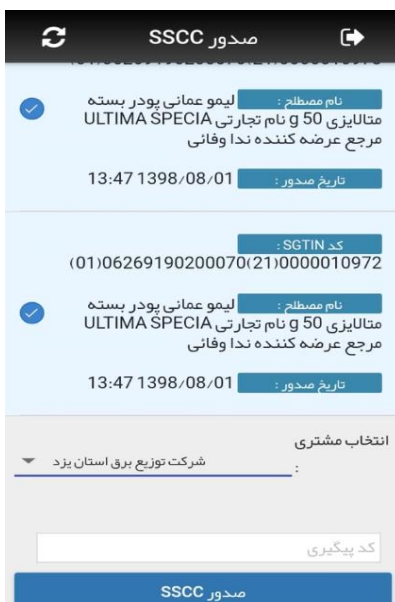 صدور SSCC
نام مصطلح : لیمو عمانی پودر بسته
متالایزی 50 g نام تجارتی ULTIMA SPECIA
مرجع عرضه کننده ندا وفائی
تاریخ صدور : 1398/08/01 13:47
کد SGTIN :
(01)06269190200070(21)0000010972
نام مصطلح : لیمو عمانی پودر بسته
متالایزی 50 g نام تجارتی ULTIMA SPECIA
مرجع عرضه کننده ندا وفائی
تاریخ صدور : 1398/08/01 13:47
انتخاب مشتری
:
شرکت توزیع برق استان یزد
کد پیگیری
صدور SSCC